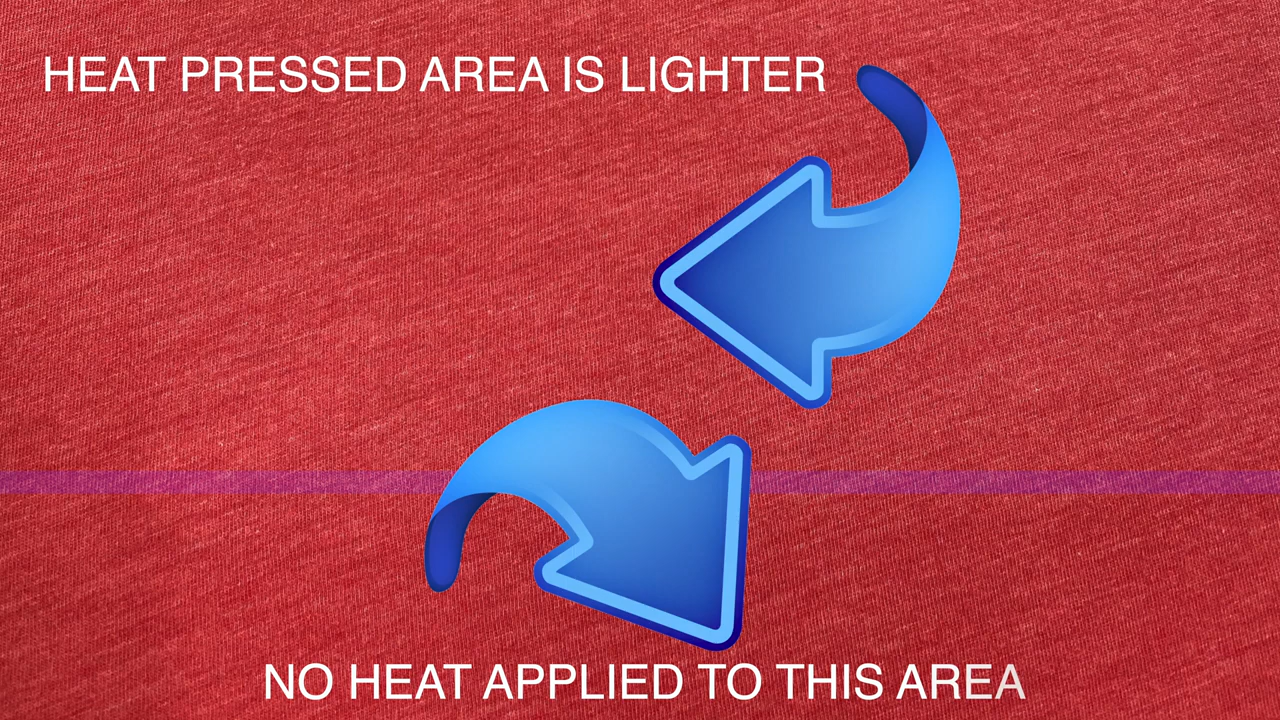 HEAT PRESSED AREA IS LIGHTER
NO HEAT APPLIED TO THIS AREA